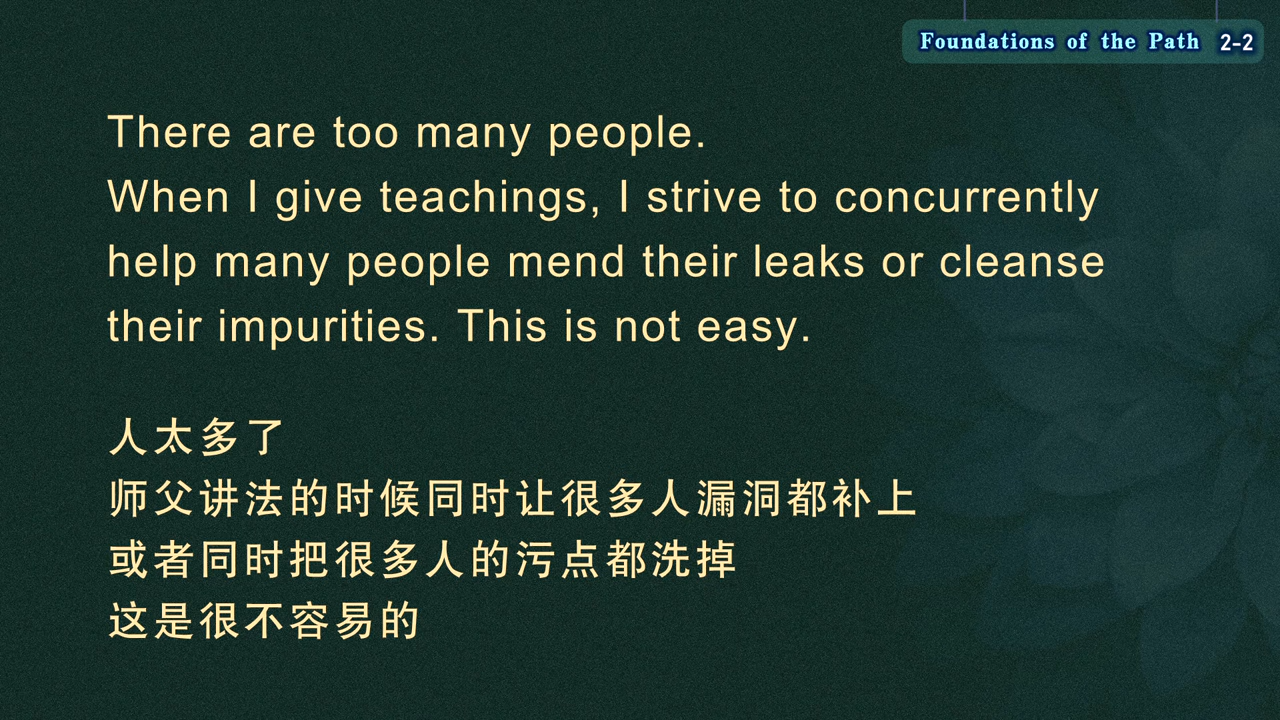 Foundations of the Path 2-2
There are too many people.
When I give teachings, I strive to concurrently
help many people mend their leaks or cleanse
their impurities. This is not easy.
人太多了
师父讲法的时候同时让很多人漏洞都补上
或者同时把很多人的污点都洗掉
这是很不容易的